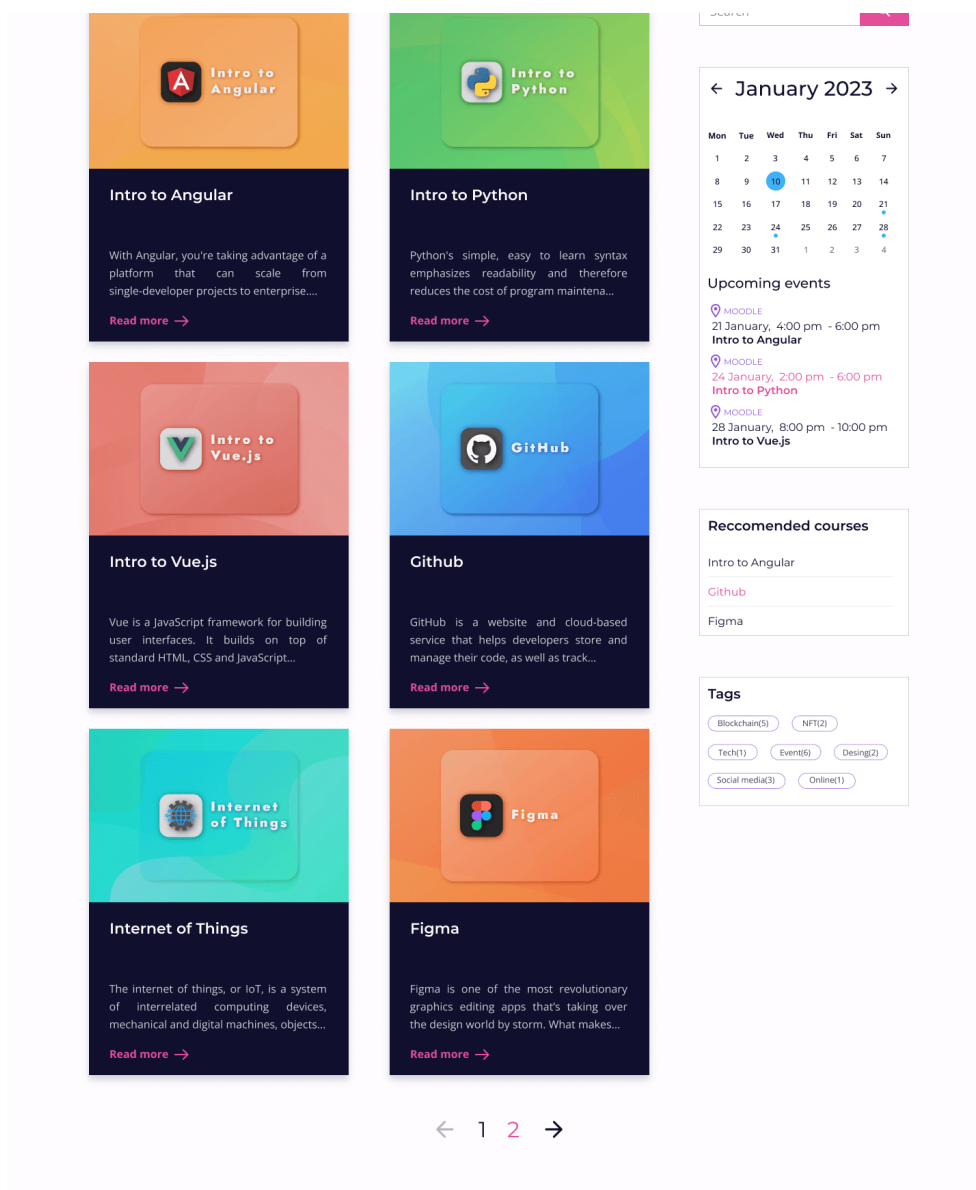 Search
Intro to
Angular
Intro to Angular
With Angular, you're taking advantage of a
platform that can scale from
single-developer projects to enterprise....
Read more
Intro to
Python
Intro to Python
Python's simple, easy to learn syntax
emphasizes readability and therefore
reduces the cost of program maintena...
Read more
Intro to
Vue.js
Intro to Vue.js
Vue is a JavaScript framework for building
user interfaces. It builds on top of
standard HTML, CSS and JavaScript...
Read more
GitHub
Github
GitHub is a website and cloud-based
service that helps developers store and
manage their code, as well as track...
Read more
Internet
of Things
Internet of Things
The internet of things, or IoT, is a system
of interrelated computing devices,
mechanical and digital machines, objects...
Read more
Figma
Figma
Figma is one of the most revolutionary
graphics editing apps that's taking over
the design world by storm. What makes...
Read more
1 2
January 2023
Mon Tue Wed Thu Fri Sat Sun
1 2 3 4 5 6 7
8 9 10 11 12 13 14
15 16 17 18 19 20 21
22 23 24 25 26 27 28
29 30 31 1 2 3 4
Upcoming events
MOODLE
21 January, 4:00 pm - 6:00 pm
Intro to Angular
MOODLE
24 January, 2:00 pm - 6:00 pm
Intro to Python
MOODLE
28 January, 8:00 pm - 10:00 pm
Intro to Vue.js
Reccomended courses
Intro to Angular
Github
Figma
Tags
Blockchain(5) NFT(2)
Tech(1) Event(6) Desing(2)
Social media(3) Online(1)